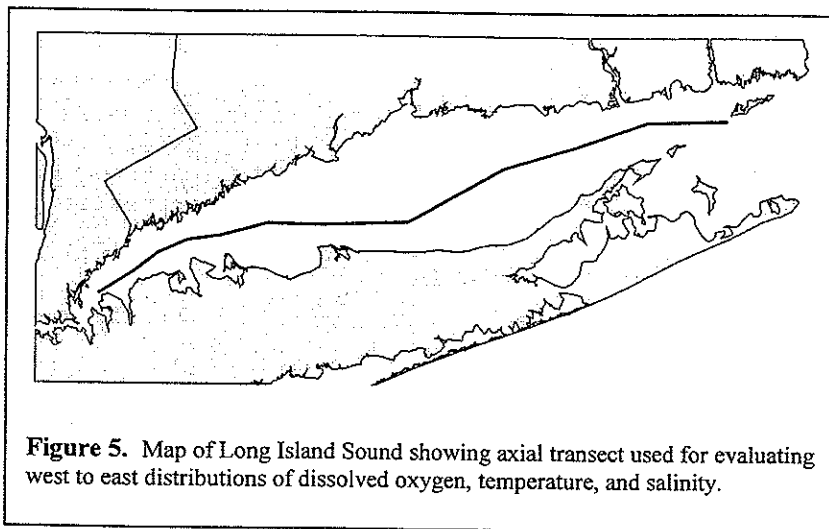 Figure 5. Map of Long Island Sound showing axial transect used for evaluating
west to east distributions of dissolved oxygen, temperature, and salinity.